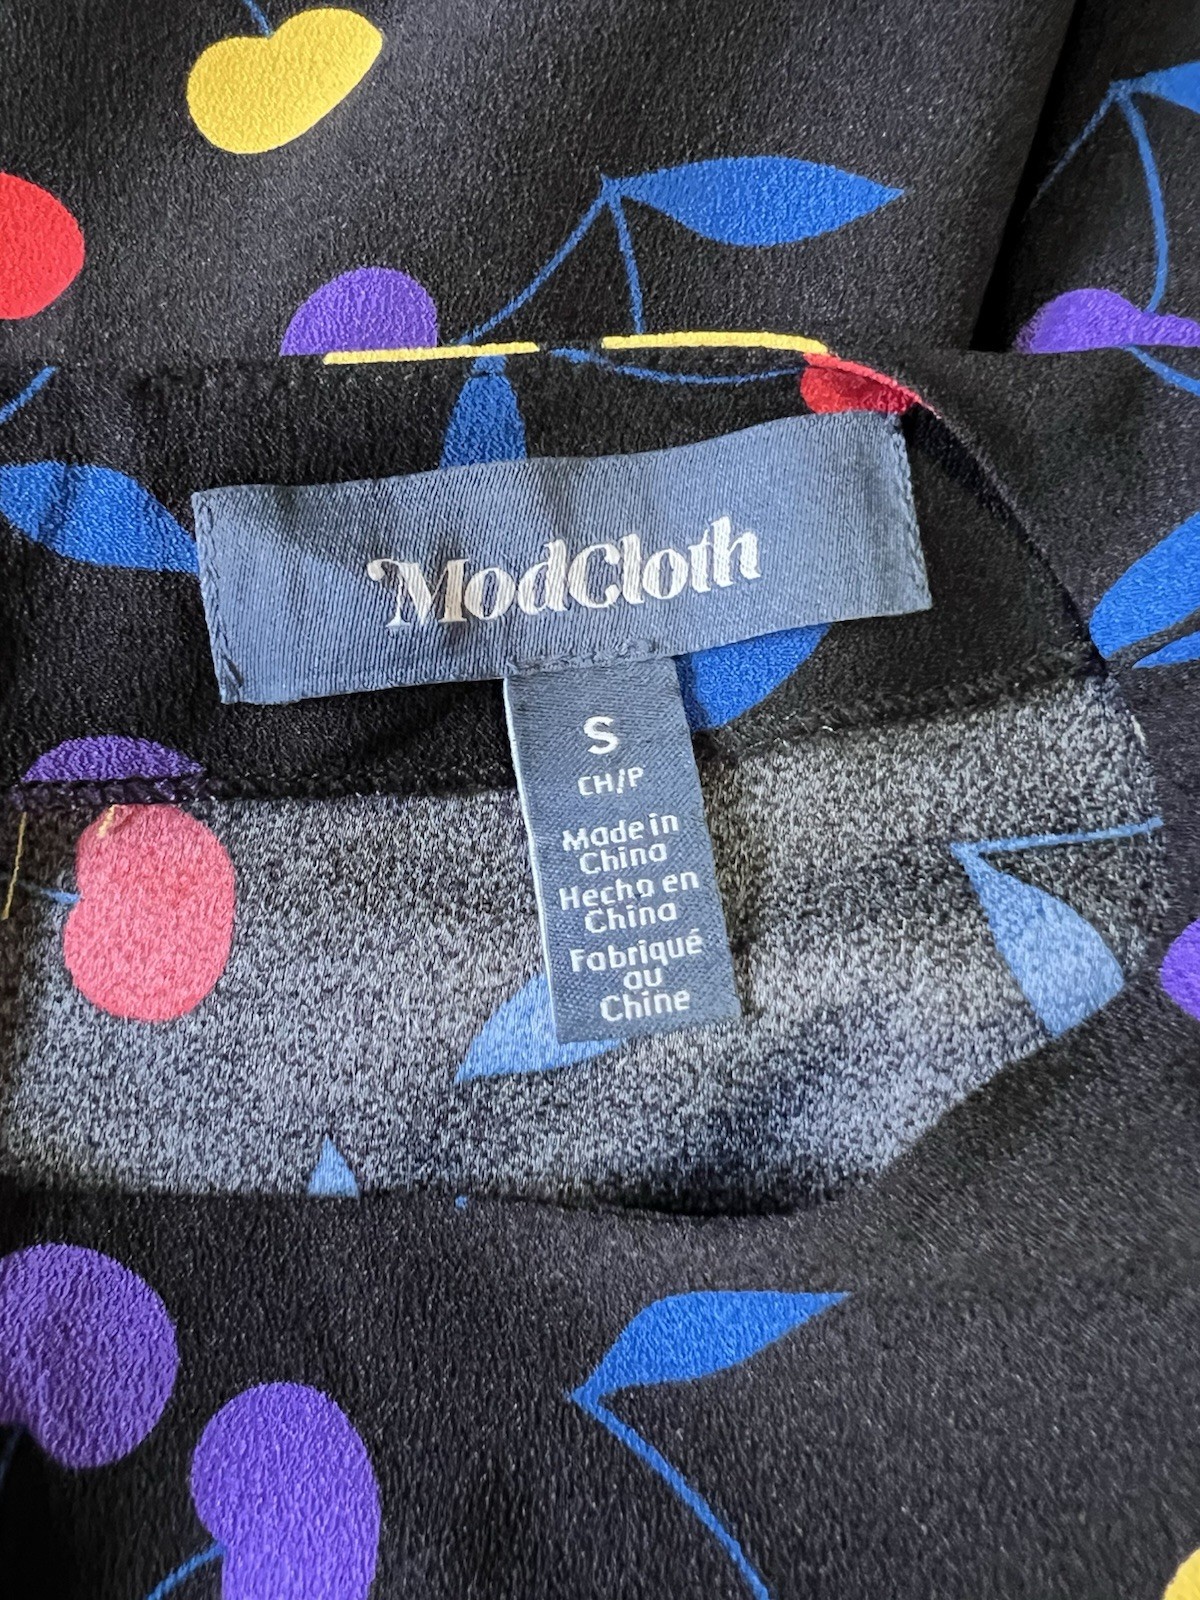 ModCloth
S
CH/P
Made in
China
Hecho en
China
Fabriqué
au
Chine